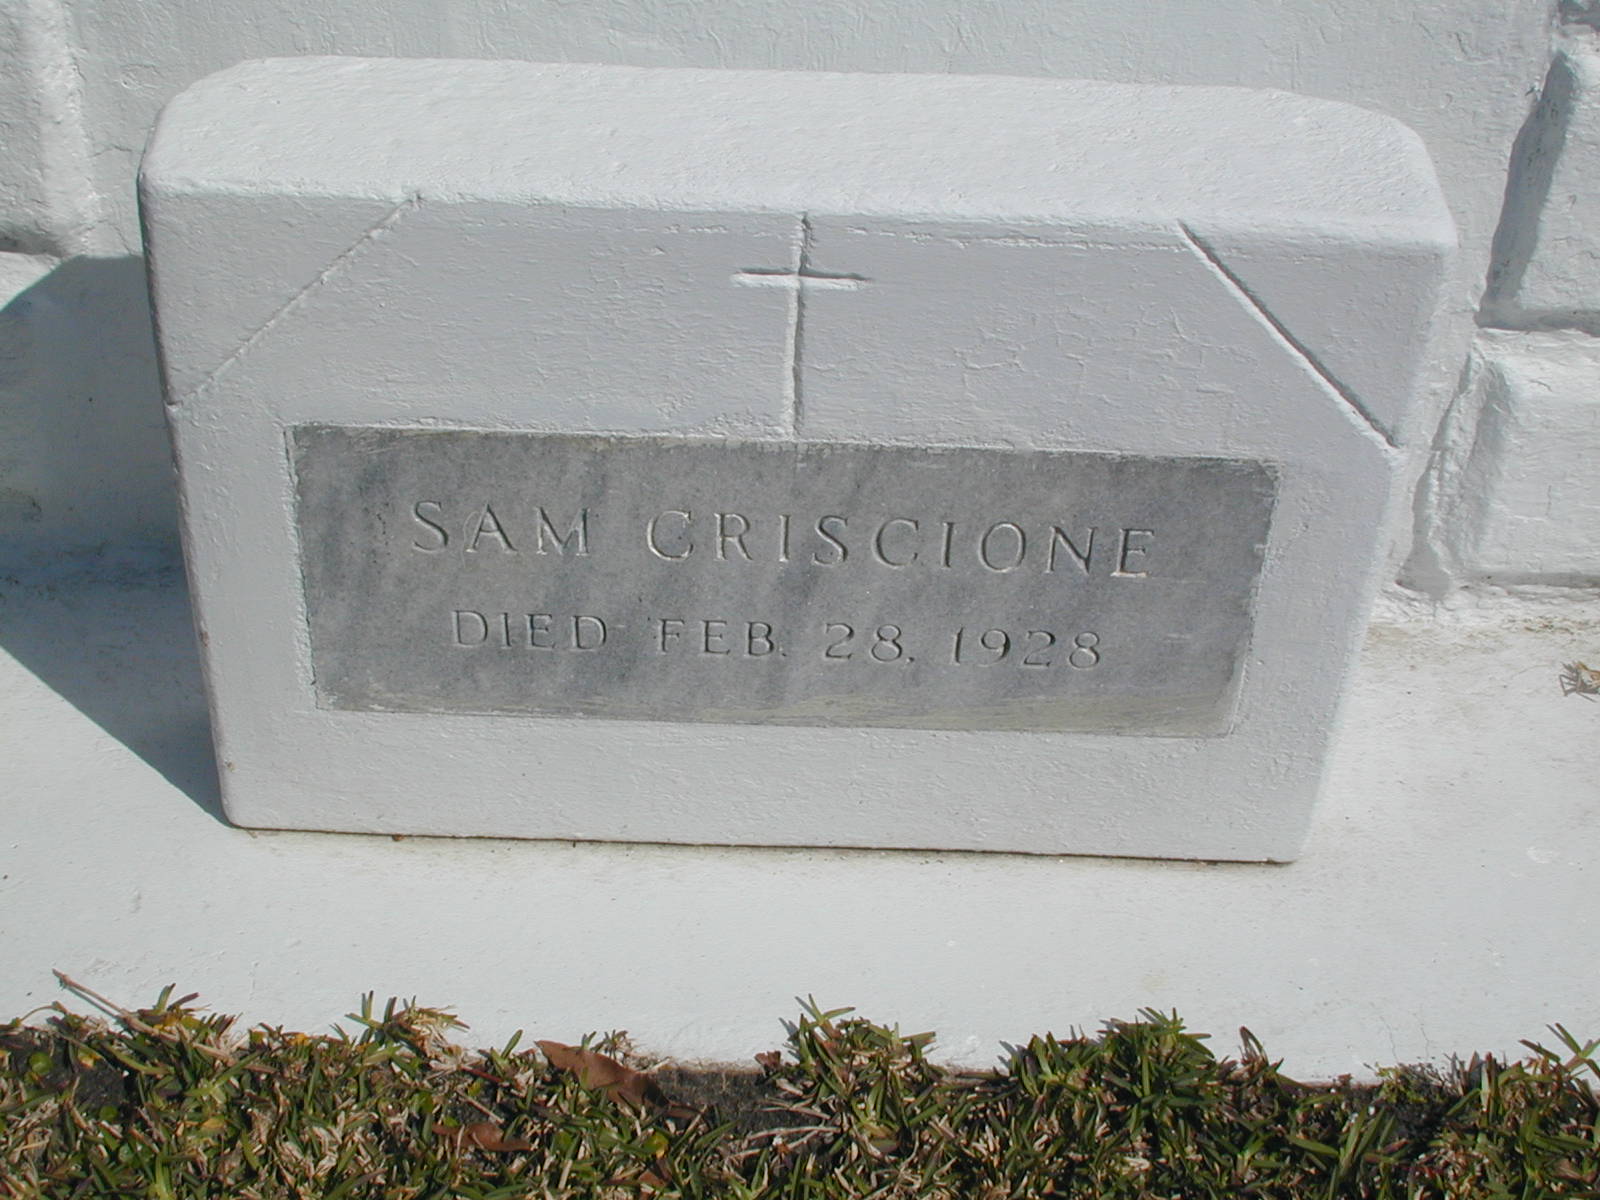 SAM CRISCIONE
DIED FEB. 28, 1928